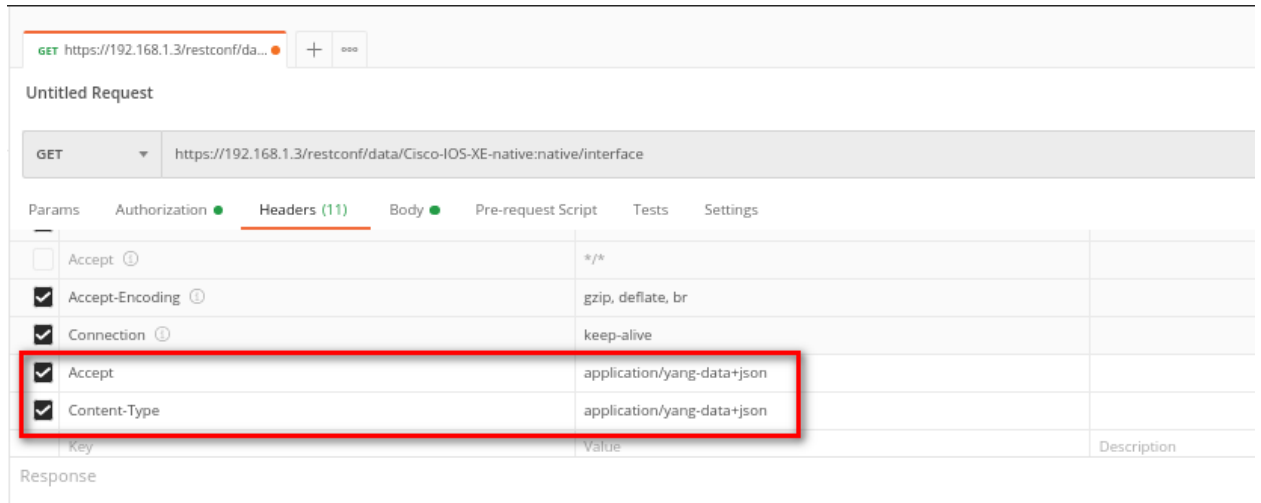 GET https://192.168.1.3/restconf/da...
Untitled Request
GET https://192.168.1.3/restconf/data/Cisco-IOS-XE-native:native/interface
Params Authorization Headers (11) Body Pre-request Script Tests Settings
Accept */*
Accept-Encoding gzip, deflate, br
Connection keep-alive
Accept application/yang-data+json
Content-Type application/yang-data+json
Key Value Description
Response